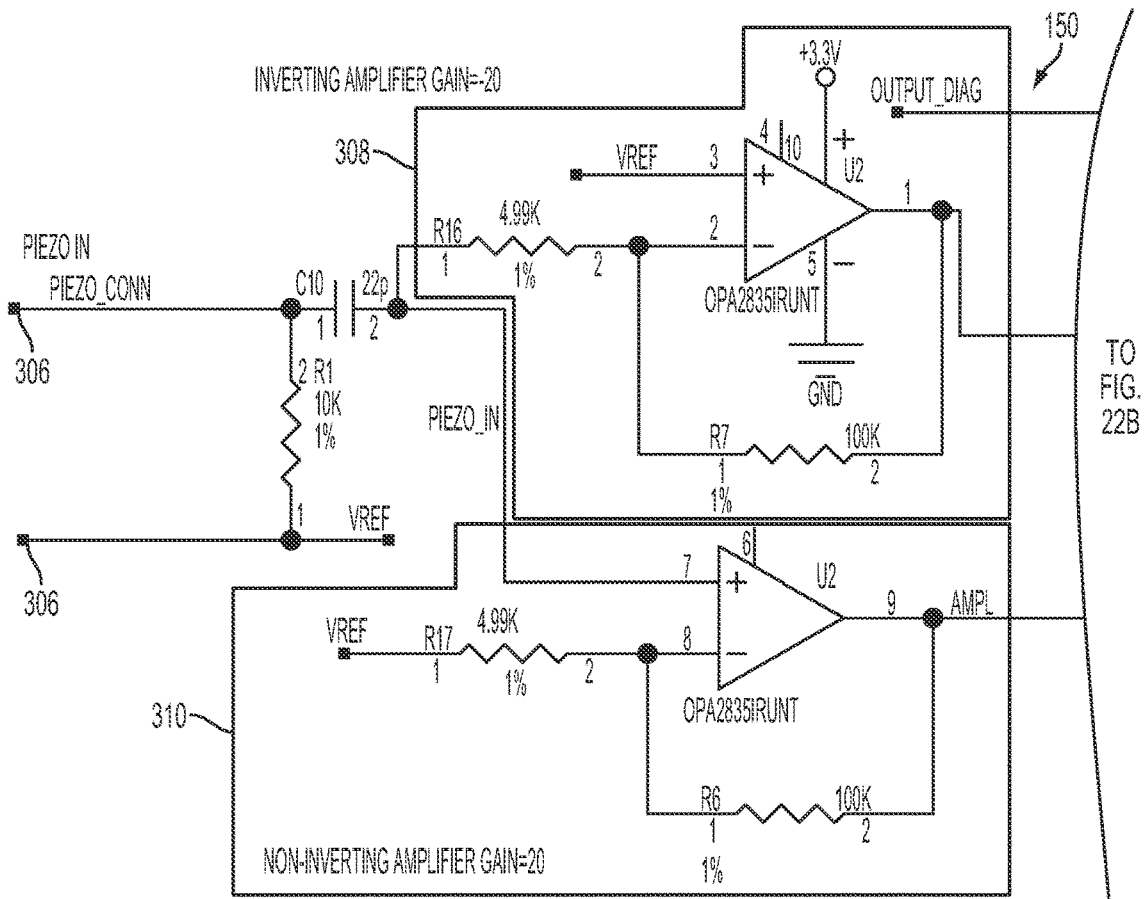 150
+3.3V
INVERTING AMPLIFIER GAIN=-20
OUTPUT_DIAG
4
10
+
U2
308
VREF
3
+
1
4.99K
R16
1
1%
2
2
−
5
−
OPA2835IRUNT
PIEZO IN
PIEZO_CONN
C10
22p
1
2
306
GND
TO
FIG.
22B
2
R1
10K
1%
PIEZO_IN
R7
100K
1
2
1%
1
VREF
306
6
7
+
U2
9
AMPL
VREF
R17
4.99K
1
1%
2
8
−
OPA2835IRUNT
310
R6
100K
1
2
1%
NON-INVERTING AMPLIFIER GAIN=20